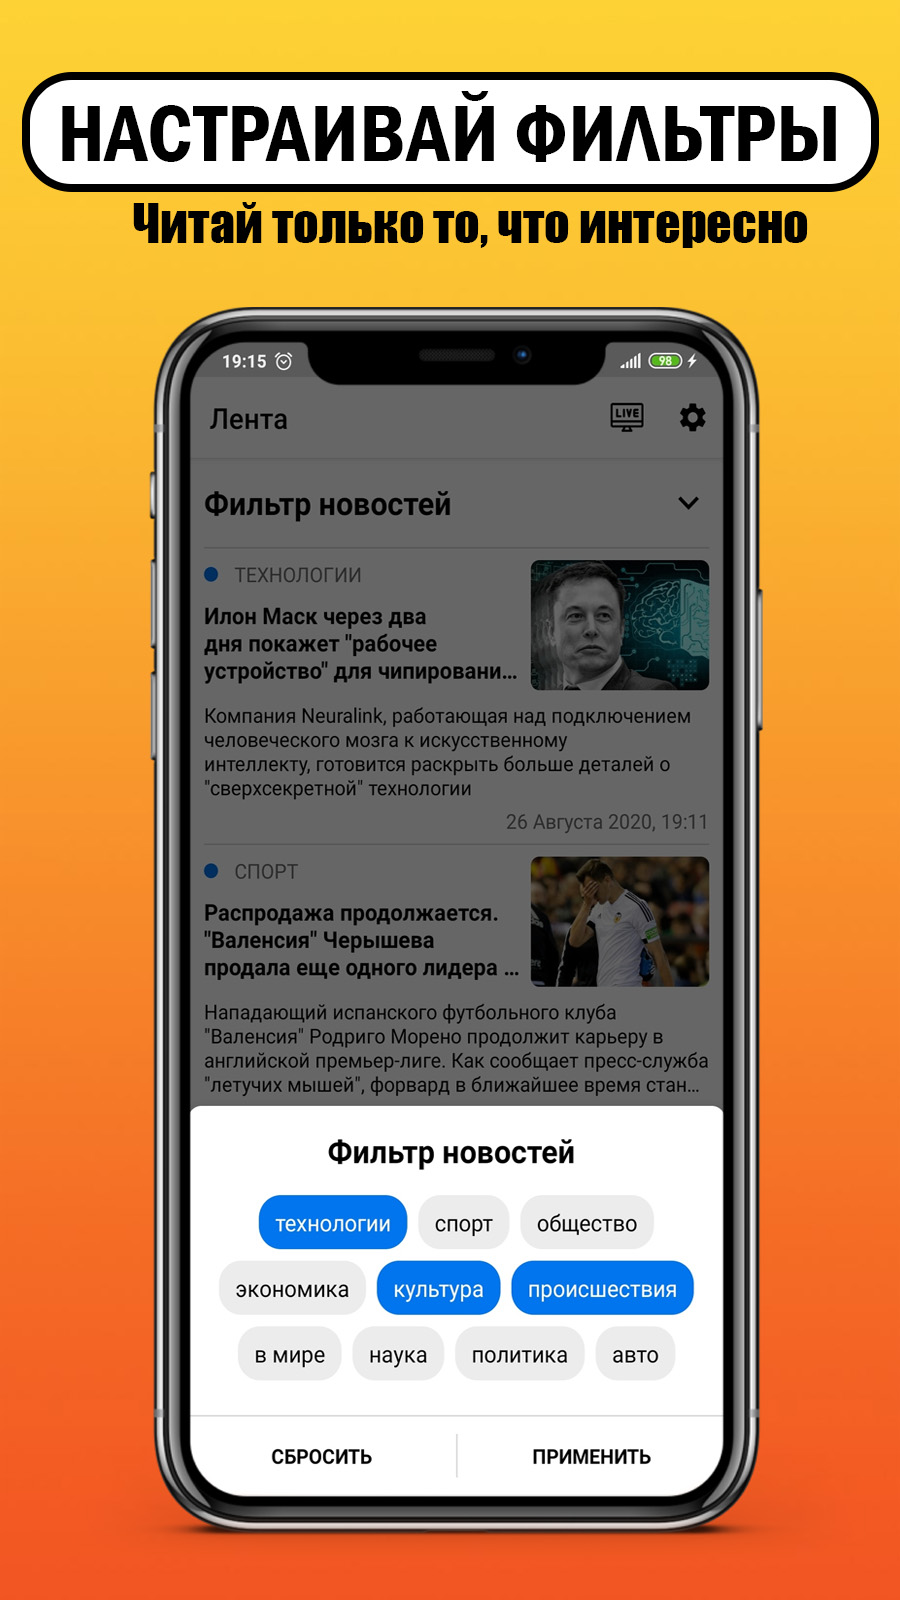 НАСТРАИВАЙ ФИЛЬТРЫ
Читай только то, что интересно
19:15
98
Лента
LIVE
Фильтр новостей
ТЕХНОЛОГИИ
Илон Маск через два
дня покажет "рабочее
устройство" для чипировани...
Компания Neuralink, работающая над подключением
человеческого мозга к искусственному
интеллекту, готовится раскрыть больше деталей о
"сверхсекретной" технологии
26 Августа 2020, 19:11
СПОРТ
Распродажа продолжается.
"Валенсия" Черышева
продала еще одного лидера ...
Нападающий испанского футбольного клуба
"Валенсия" Родриго Морено продолжит карьеру в
английской премьер-лиге. Как сообщает пресс-служба
"летучих мышей", форвард в ближайшее время стан...
Фильтр новостей
технологии спорт общество
экономика культура происшествия
в мире наука политика авто
СБРОСИТЬ ПРИМЕНИТЬ